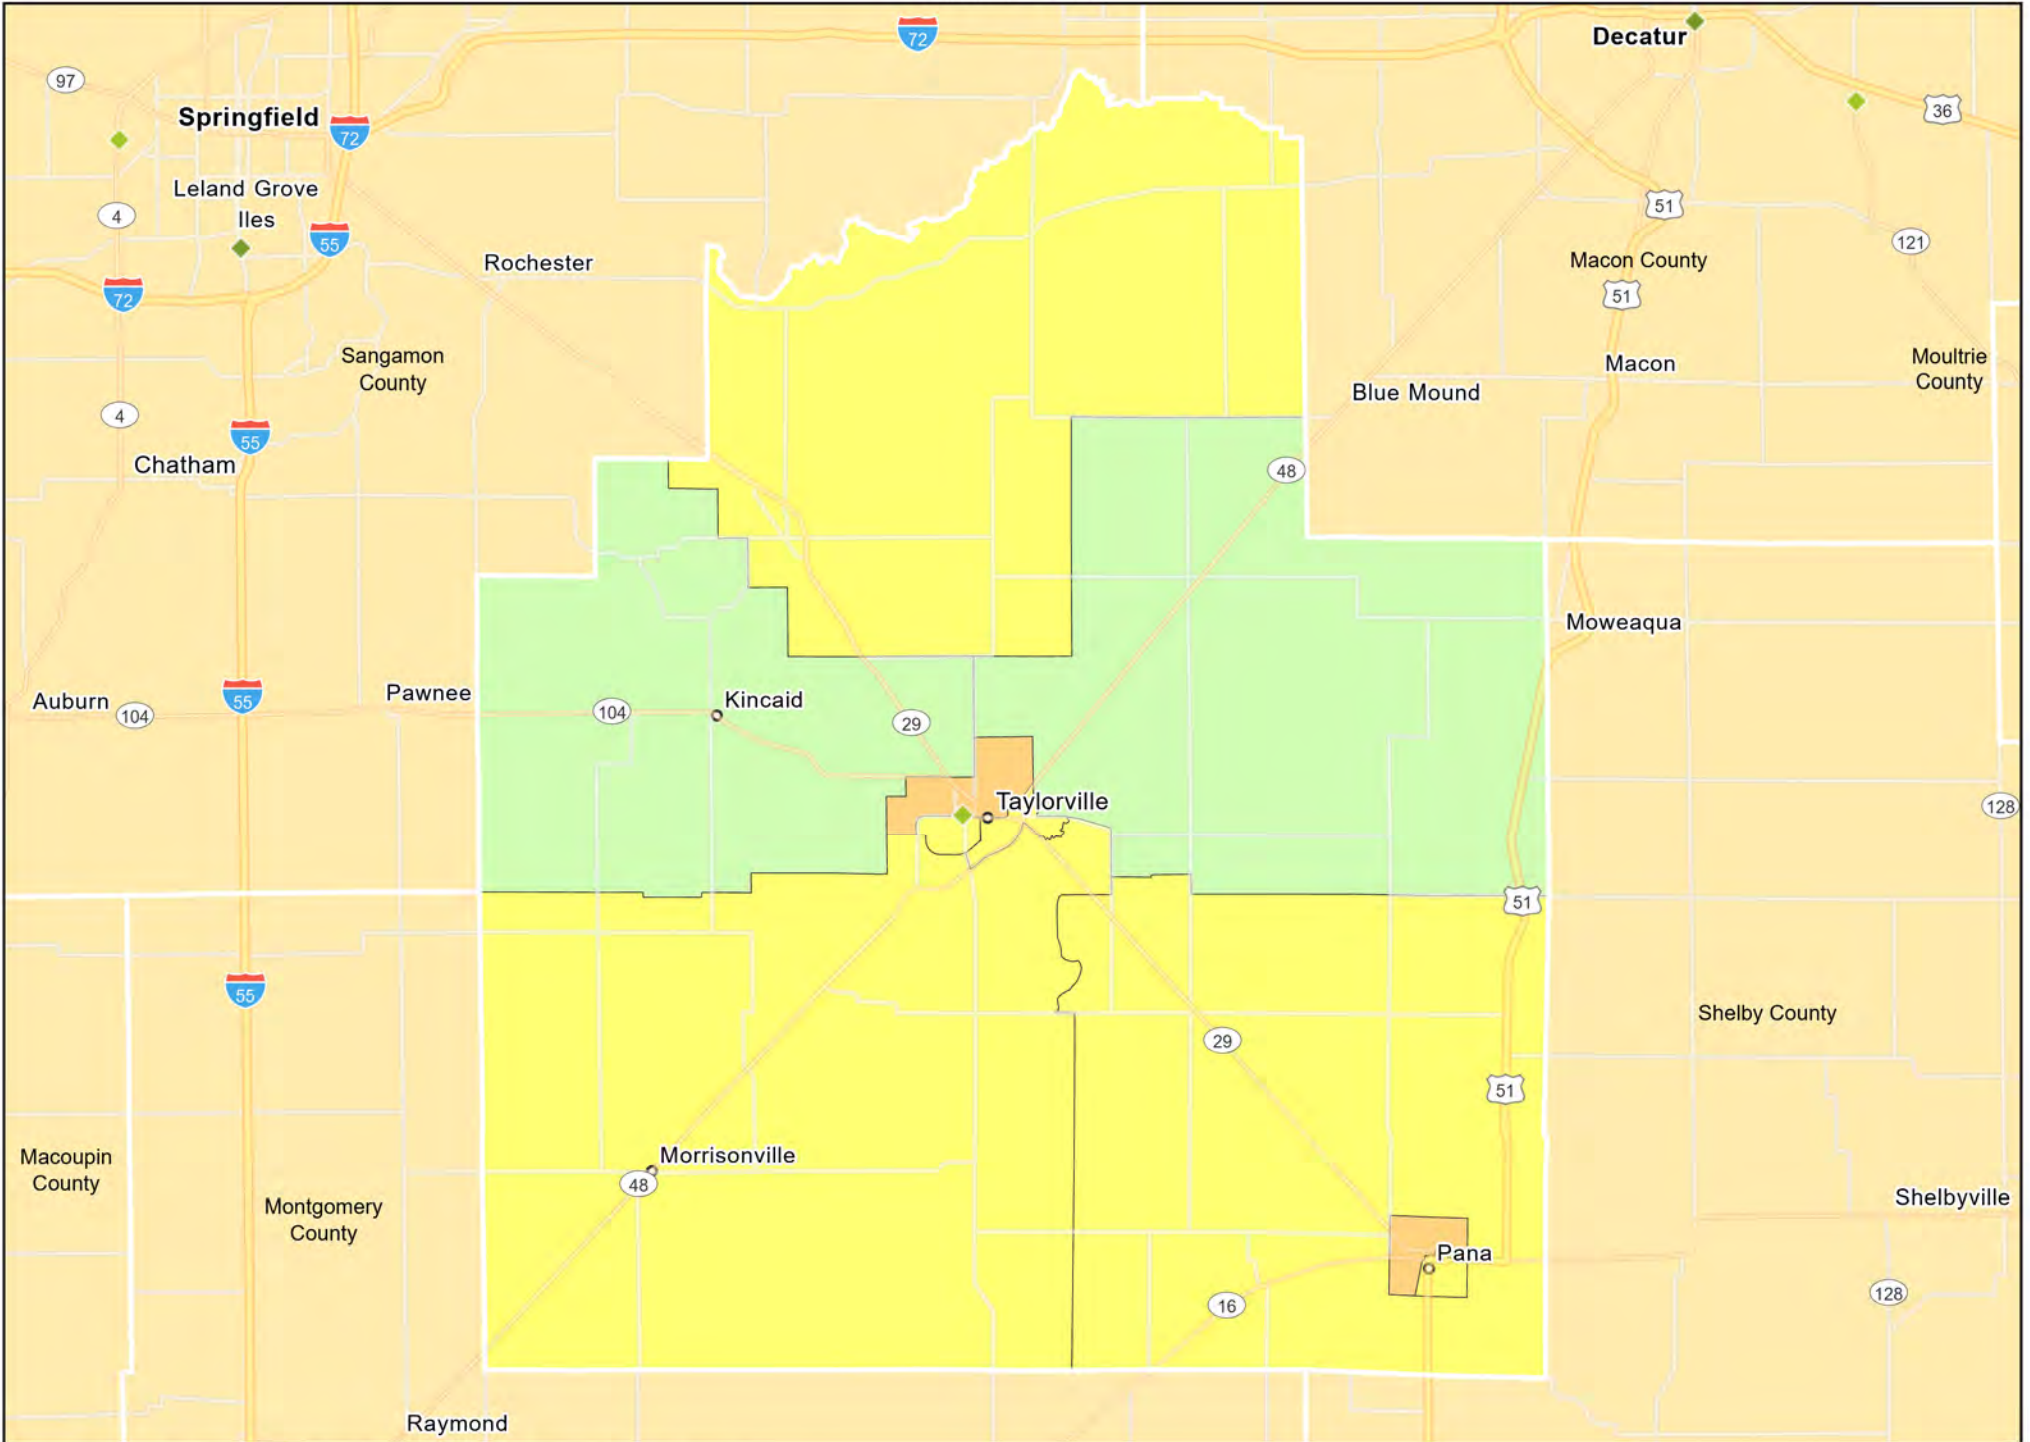 72
Decatur
97
36
Springfield
72
Leland Grove
Iles
4
51
55
121
Rochester
Macon County
72
51
Sangamon
County
Macon
Moultrie
County
Blue Mound
4
55
Chatham
48
Moweaqua
Auburn
104
55
Pawnee
104
Kincaid
29
Taylorville
128
51
55
Shelby County
29
51
Morrisonville
48
Macoupin
County
Montgomery
County
Shelbyville
Pana
16
128
Raymond